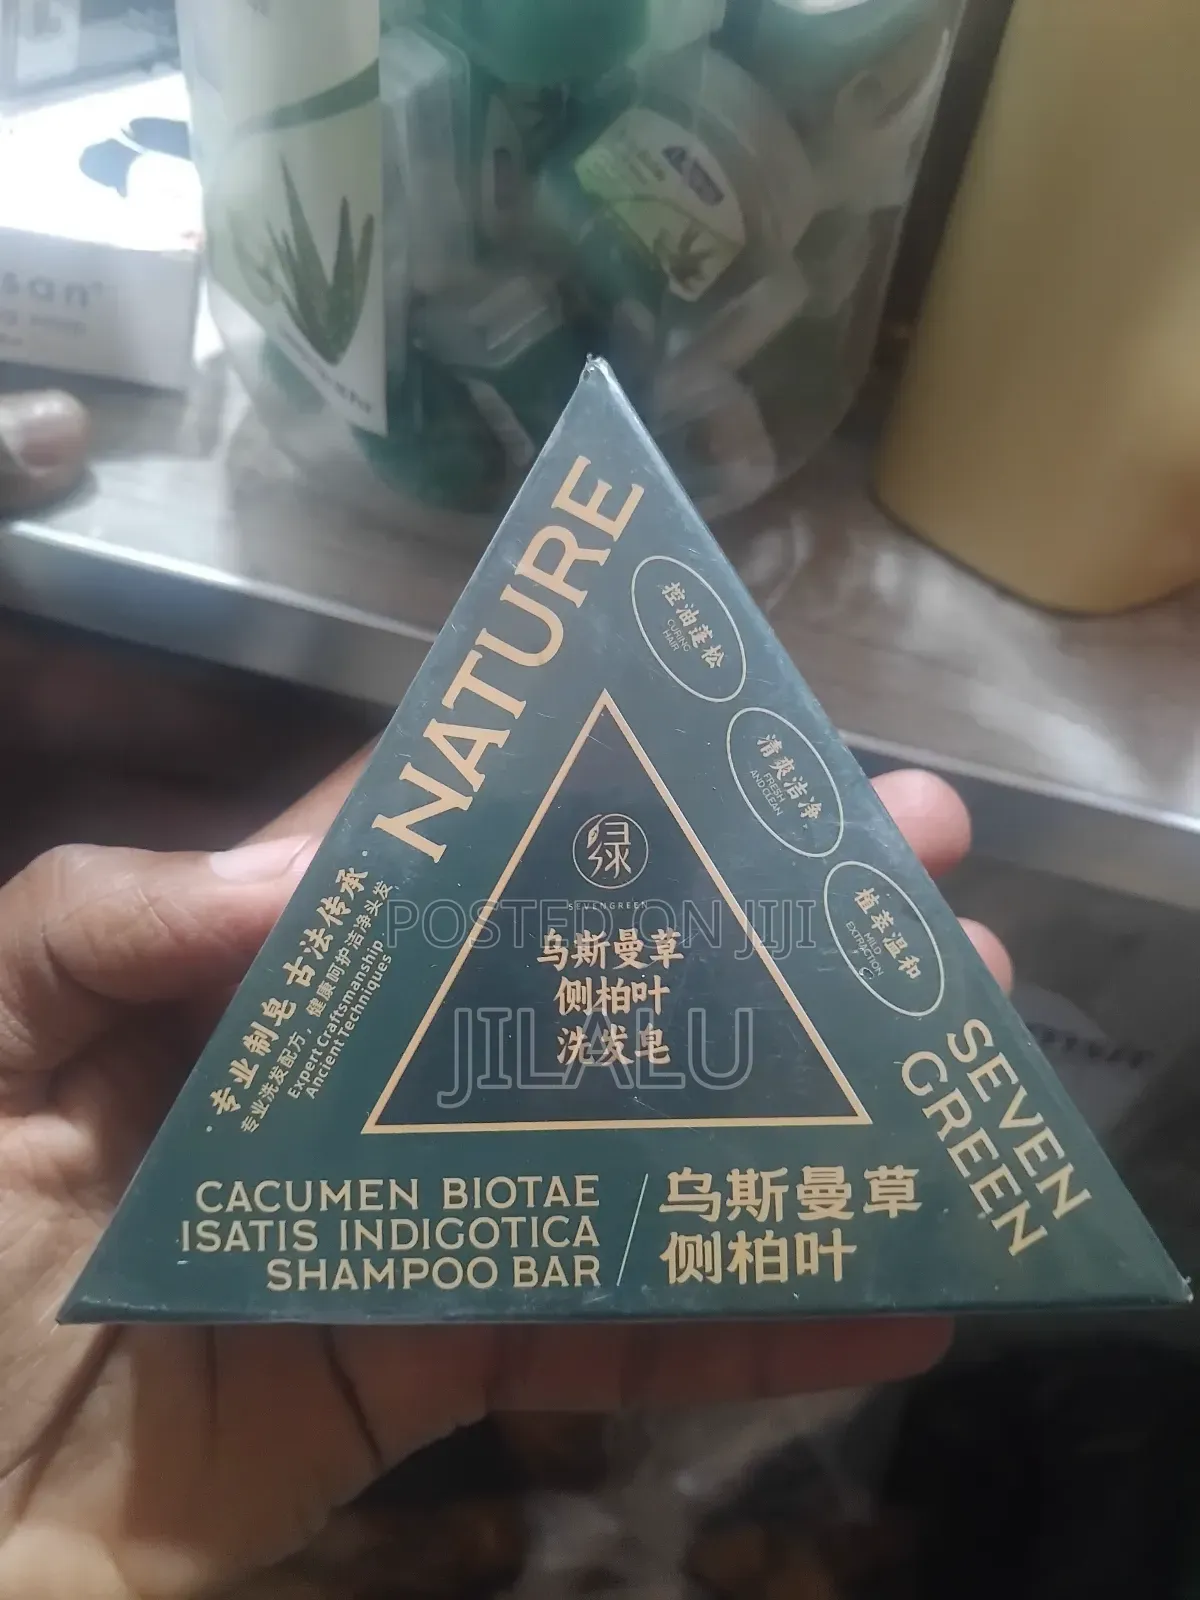 NATURE
控油蓬松
CURING
HAIR
清爽洁净
FRESH
AND CLEAN
植萃温和
MILD
EXTRACTION
SEVEN
GREEN
绿
SEVENGREEN
乌斯曼草
侧柏叶
洗发皂
·专业制皂 古法传承·
专业洗发配方，健康呵护洁净头发
Expert Craftsmanship
Ancient Techniques
CACUMEN BIOTAE
ISATIS INDIGOTICA
SHAMPOO BAR
乌斯曼草
侧柏叶
POSTED ON JIJI
JILALU
san